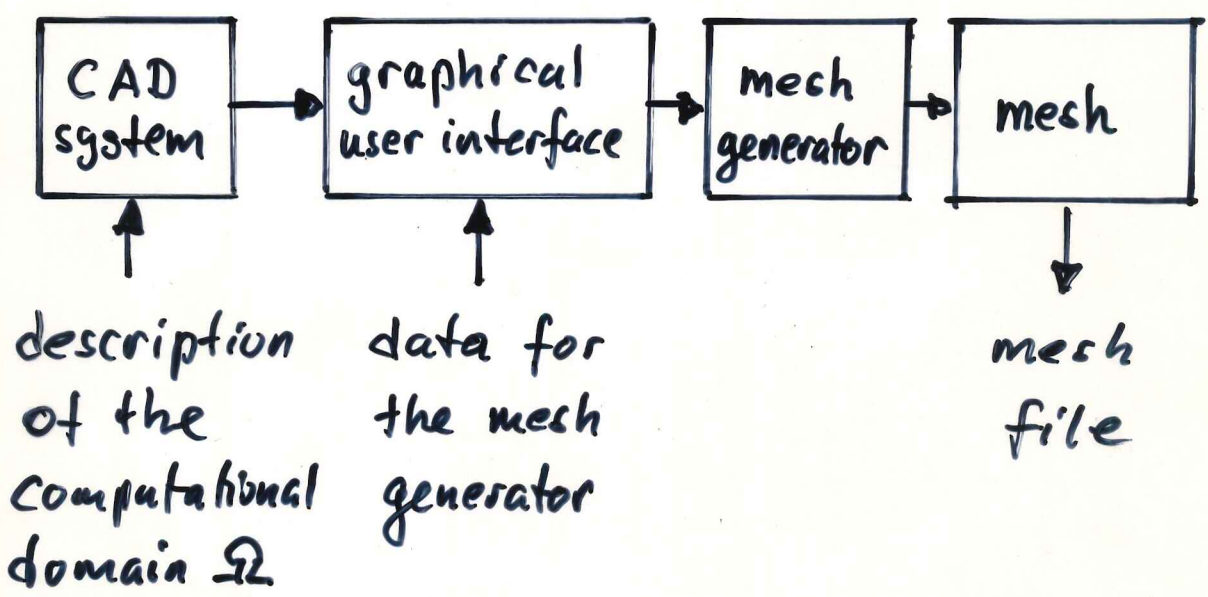 CAD
system
graphical
user interface
mesh
generator
mesh
description
of the
computational
domain Ω
data for
the mesh
generator
mesh
file